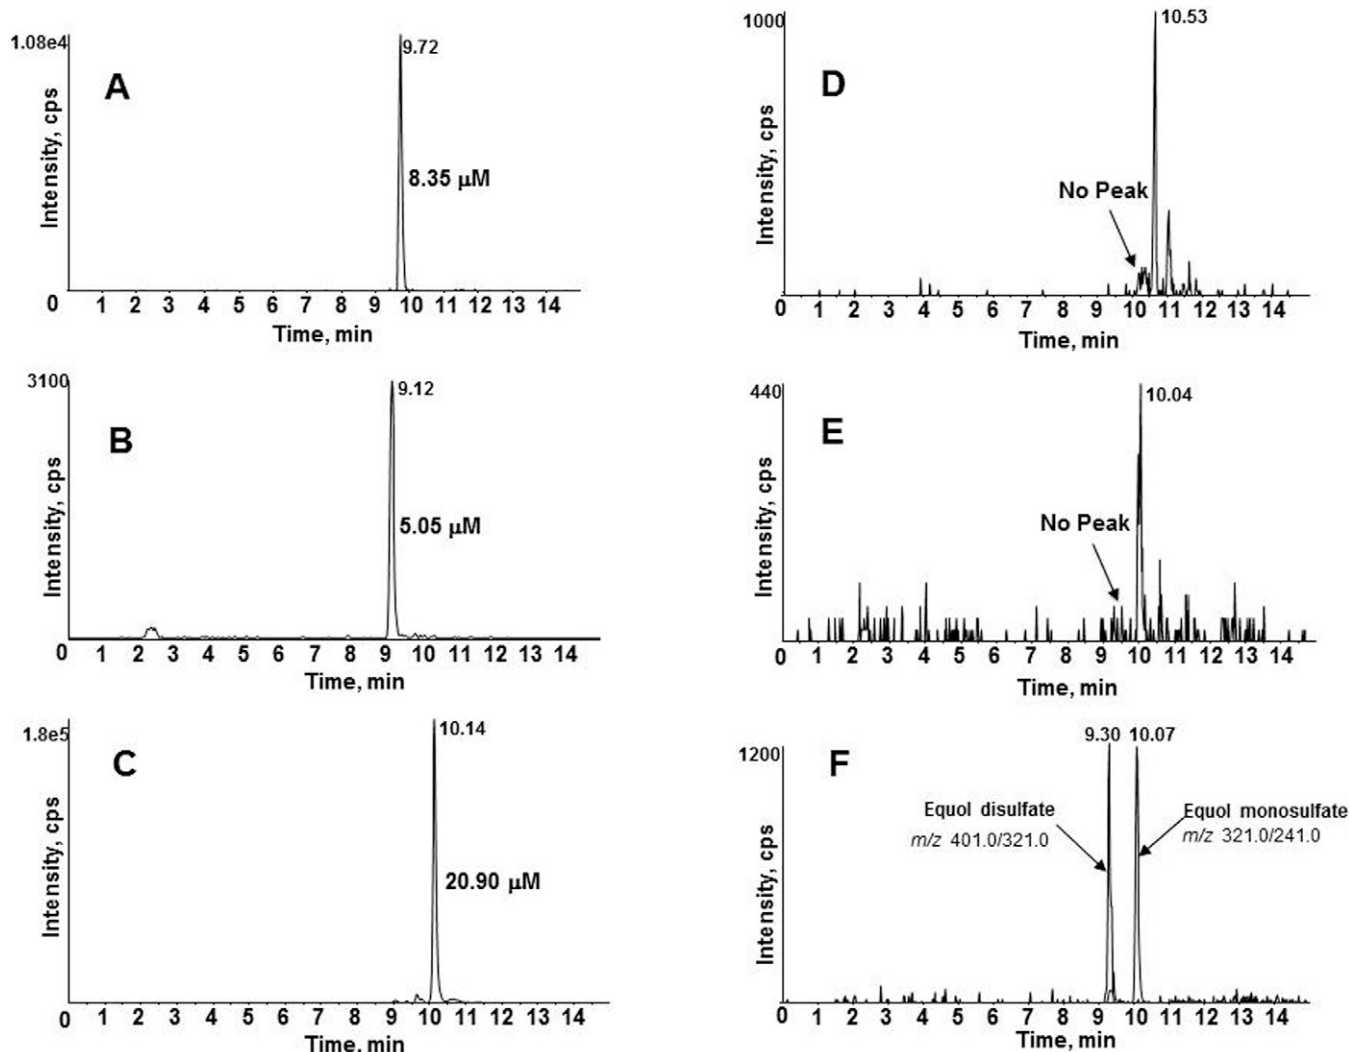 1.08e4
9.72
A
8.35 μM
Intensity, cps
0 1 2 3 4 5 6 7 8 9 10 11 12 13 14
Time, min
3100
9.12
B
5.05 μM
Intensity, cps
0 1 2 3 4 5 6 7 8 9 10 11 12 13 14
Time, min
1.8e5
10.14
C
20.90 μM
Intensity, cps
0 1 2 3 4 5 6 7 8 9 10 11 12 13 14
Time, min
1000
10.53
D
No Peak
Intensity, cps
0 1 2 3 4 5 6 7 8 9 10 11 12 13 14
Time, min
440
10.04
E
No Peak
Intensity, cps
0 1 2 3 4 5 6 7 8 9 10 11 12 13 14
Time, min
9.30 10.07
1200
F
Equol disulfate
m/z 401.0/321.0
Equol monosulfate
m/z 321.0/241.0
Intensity, cps
0 1 2 3 4 5 6 7 8 9 10 11 12 13 14
Time, min